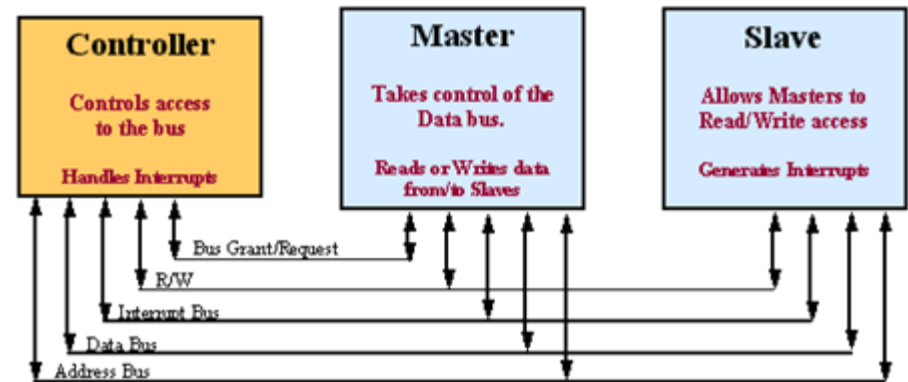 Controller
Controls access
to the bus
Handles Interrupts
Master
Takes control of the
Data bus.
Reads or Writes data
from/to Slaves
Slave
Allows Masters to
Read/Write access
Generates Interrupts
Bus Grant/Request
R/W
Interrupt Bus
Data Bus
Address Bus